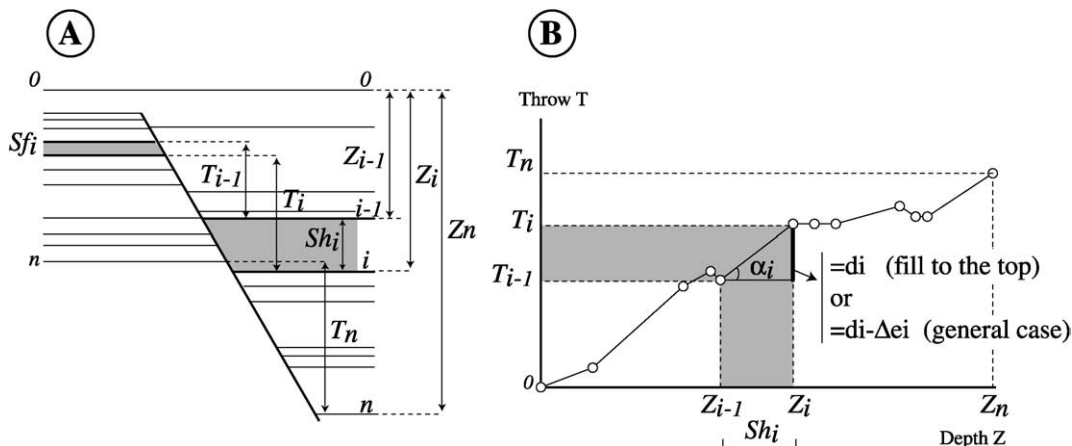 A
0 0
Sfi
Ti-1
Ti
Zi-1
Zi
Zn
i-1
Shi
i
n
Tn
n
B
Throw T
Tn
Ti
Ti-1
αi
=di (fill to the top)
or
=di-Δei (general case)
0
Zi-1 Zi Zn
Shi
Depth Z